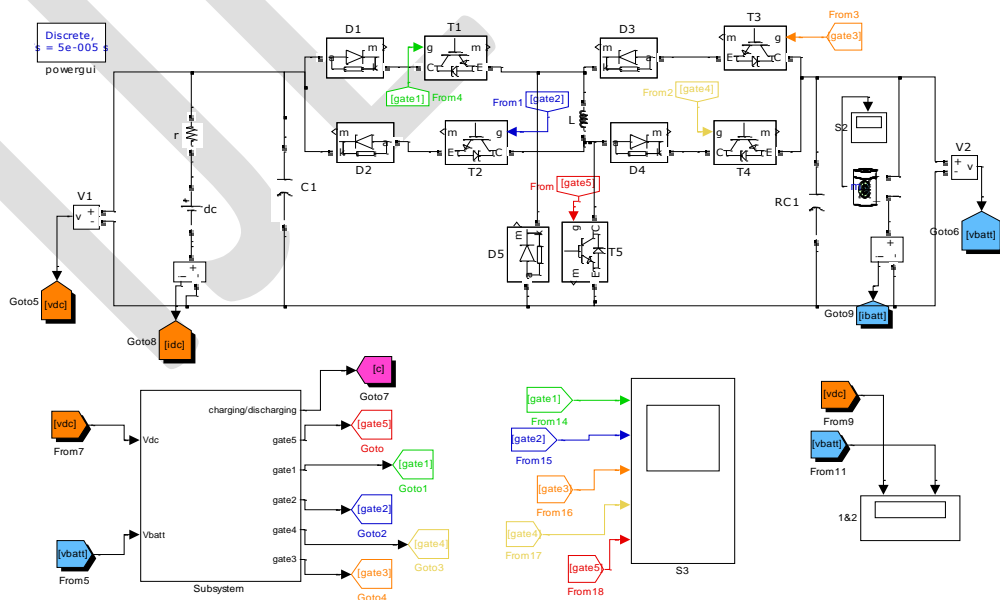 Discrete,
s = 5e-005 s
powergui
D1
m
a
k
T1
g
m
C
E
[gate1]
From4
D2
m
a
k
T2
m
g
E
C
From1
[gate2]
L
D3
m
a
k
T3
m
g
E
C
From3
[gate3]
From2
[gate4]
D4
m
a
k
T4
g
m
C
E
From
[gate5]
D5
m
k
a
T5
g
C
m
E
r
dc
C1
V1
v
+
-
Goto5
[vdc]
Goto8
[idc]
S2
m
RC1
V2
+
-
v
Goto6
[vbatt]
Goto9
[ibatt]
[vdc]
From7
[vbatt]
From5
Vdc
Vbatt
charging/discharging
gate5
gate1
gate2
gate4
gate3
Subsystem
[c]
Goto7
[gate5]
Goto
[gate1]
Goto1
[gate2]
Goto2
[gate4]
Goto3
[gate3]
Goto4
[gate1]
From14
[gate2]
From15
[gate3]
From16
[gate4]
From17
[gate5]
From18
S3
[vdc]
From9
[vbatt]
From11
1&2